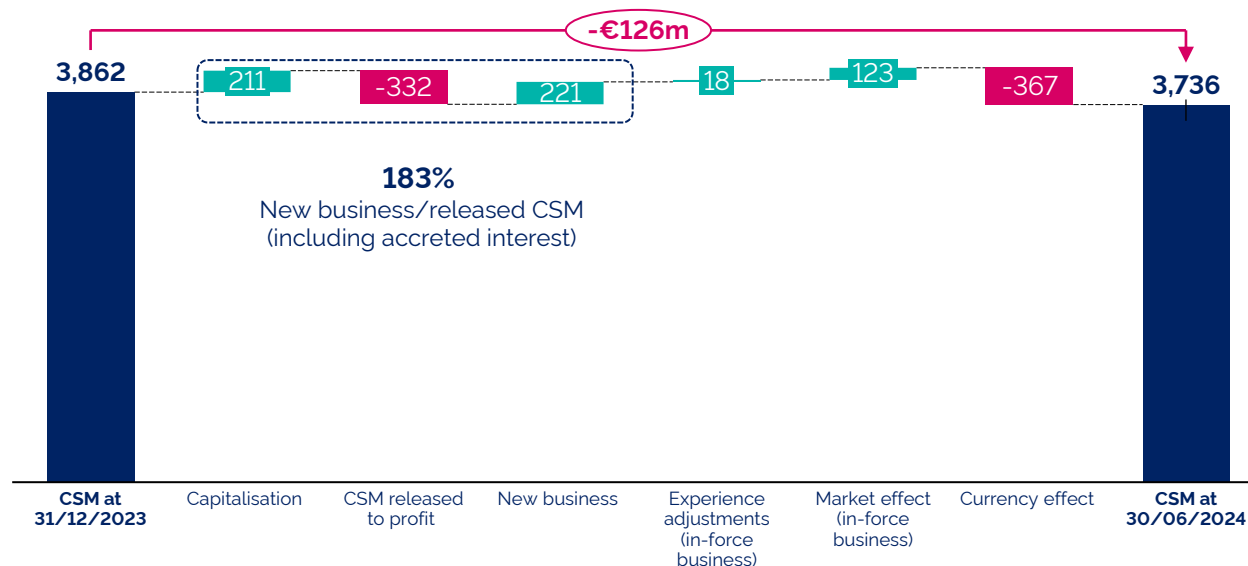 -€126m
3,862
211
-332
221
18
123
-367
3,736
183%
New business/released CSM
(including accreted interest)
CSM at
31/12/2023
Capitalisation
CSM released
to profit
New business
Experience
adjustments
(in-force
business)
Market effect
(in-force
business)
Currency effect
CSM at
30/06/2024